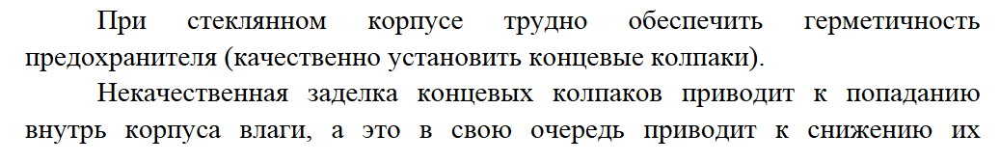 При стеклянном корпусе трудно обеспечить герметичность
предохранителя (качественно установить концевые колпаки).
Некачественная заделка концевых колпаков приводит к попаданию
внутрь корпуса влаги, а это в свою очередь приводит к снижению их